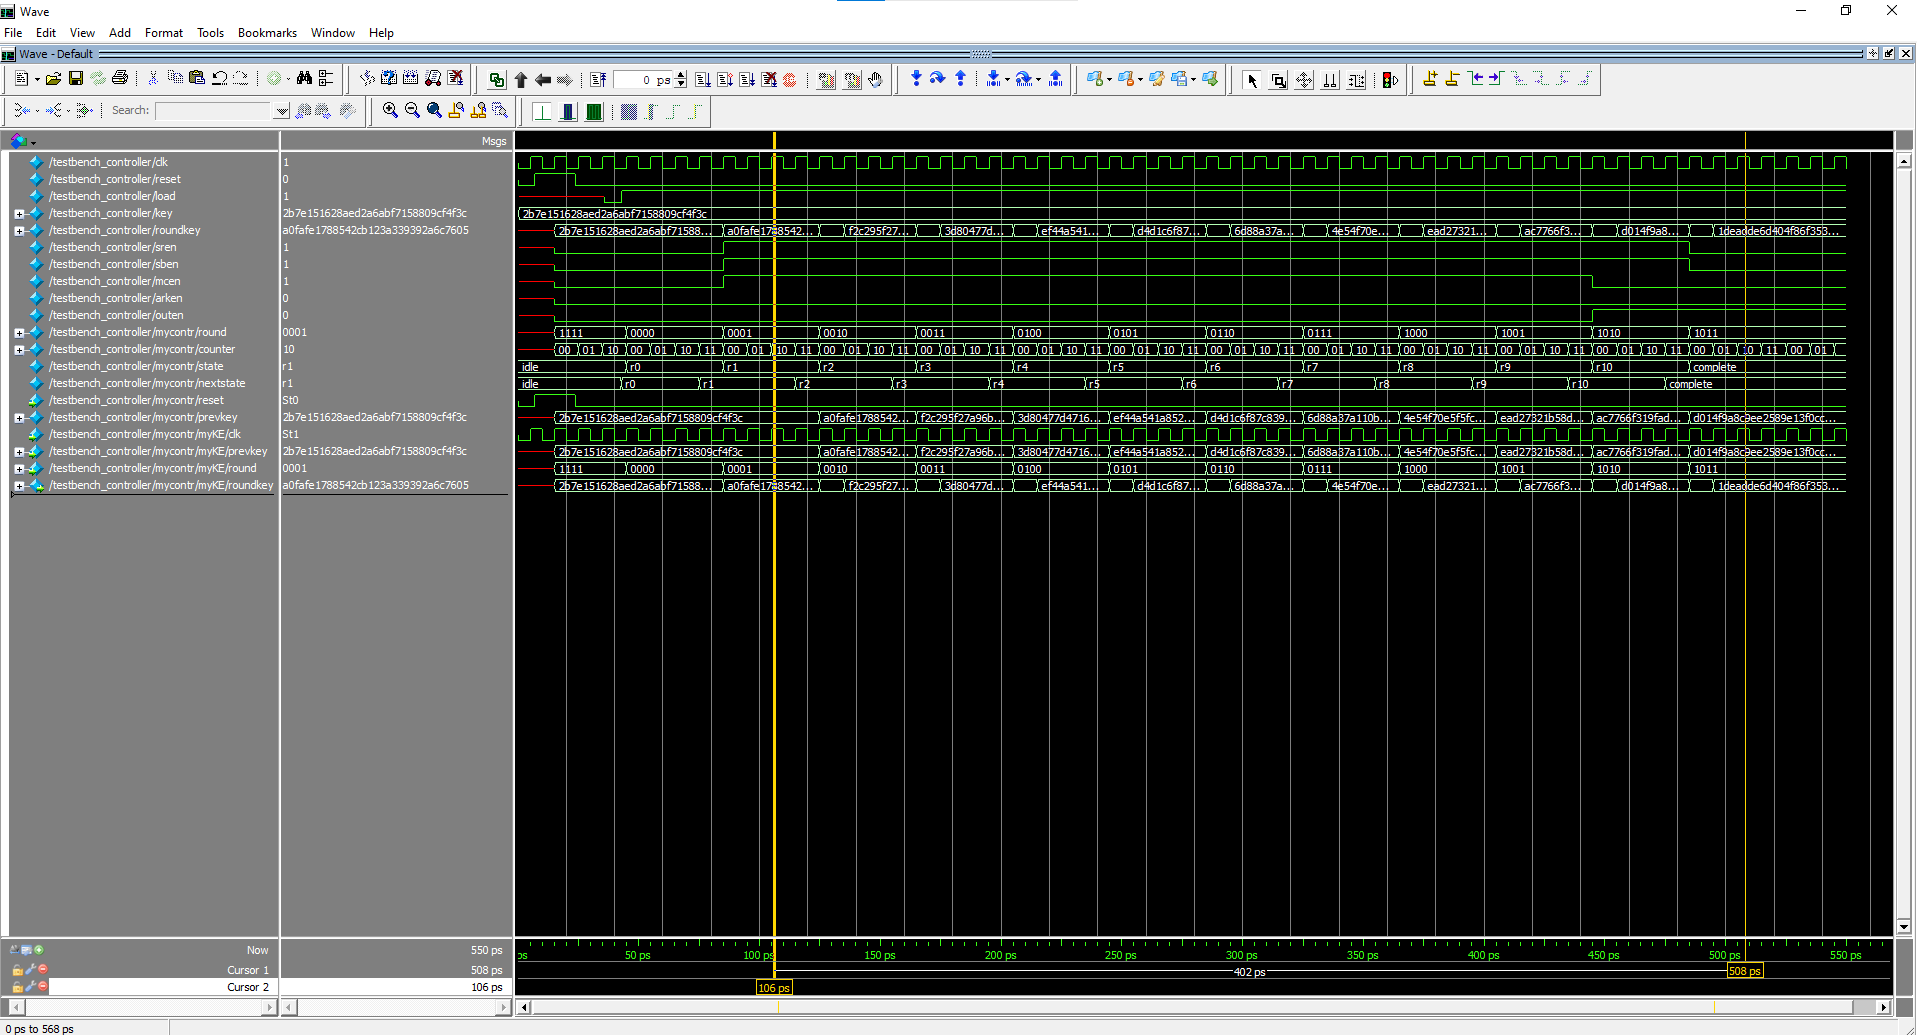 Wave
File Edit View Add Format Tools Bookmarks Window Help
Wave - Default
0 ps
Search:
Msgs
/testbench_controller/clk 1
/testbench_controller/reset 0
/testbench_controller/load 1
/testbench_controller/key 2b7e151628aed2a6abf7158809cf4f3c 2b7e151628aed2a6abf7158809cf4f3c
/testbench_controller/roundkey a0fafe1788542cb123a339392a6c7605 2b7e151628aed2a6abf71588... a0fafe1788542... f2c295f27... 3d80477d... ef44a541... d4d1c6f87... 6d88a37a... 4e54f70e... ead27321... ac7766f3... d014f9a8... 1deadde6d404f86f353...
/testbench_controller/sren 1
/testbench_controller/sben 1
/testbench_controller/mcen 1
/testbench_controller/arken 0
/testbench_controller/outen 0
/testbench_controller/mycontr/round 0001 1111 0000 0001 0010 0011 0100 0101 0110 0111 1000 1001 1010 1011
/testbench_controller/mycontr/counter 10 00 01 10 00 01 10 11 00 01 10 11 00 01 10 11 00 01 10 11 00 01 10 11 00 01 10 11 00 01 10 11 00 01 10 11 00 01 10 11 00 01 10 11 00 01 10 11 00 01 10 11 00 01
/testbench_controller/mycontr/state r1 idle r0 r1 r2 r3 r4 r5 r6 r7 r8 r9 r10 complete
/testbench_controller/mycontr/nextstate r1 idle r0 r1 r2 r3 r4 r5 r6 r7 r8 r9 r10 complete
/testbench_controller/mycontr/reset St0
/testbench_controller/mycontr/prevkey 2b7e151628aed2a6abf7158809cf4f3c 2b7e151628aed2a6abf7158809cf4f3c a0fafe1788542... f2c295f27a96b... 3d80477d4716... ef44a541a852... d4d1c6f87c839... 6d88a37a110b... 4e54f70e5f5fc... ead27321b58d... ac7766f319fad... d014f9a8c9ee2589e13f0cc...
/testbench_controller/mycontr/myKE/clk St1
/testbench_controller/mycontr/myKE/prevkey 2b7e151628aed2a6abf7158809cf4f3c 2b7e151628aed2a6abf7158809cf4f3c a0fafe1788542... f2c295f27a96b... 3d80477d4716... ef44a541a852... d4d1c6f87c839... 6d88a37a110b... 4e54f70e5f5fc... ead27321b58d... ac7766f319fad... d014f9a8c9ee2589e13f0cc...
/testbench_controller/mycontr/myKE/round 0001 1111 0000 0001 0010 0011 0100 0101 0110 0111 1000 1001 1010 1011
/testbench_controller/mycontr/myKE/roundkey a0fafe1788542cb123a339392a6c7605 2b7e151628aed2a6abf71588... a0fafe1788542... f2c295f27... 3d80477d... ef44a541... d4d1c6f87... 6d88a37a... 4e54f70e... ead27321... ac7766f3... d014f9a8... 1deadde6d404f86f353...
Now 550 ps ps 50 ps 100 ps 150 ps 200 ps 250 ps 300 ps 350 ps 400 ps 450 ps 500 ps 550 ps
Cursor 1 508 ps 402 ps 508 ps
Cursor 2 106 ps 106 ps
0 ps to 568 ps